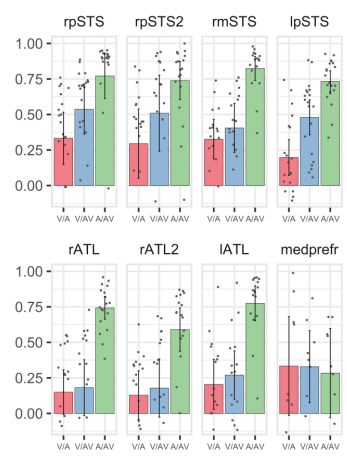 rpSTS rpSTS2 rmSTS lpSTS
1.00
0.75
0.50
0.25
0.00
V/A V/AV A/AV V/A V/AV A/AV V/A V/AV A/AV V/A V/AV A/AV
rATL rATL2 lATL medprefr
1.00
0.75
0.50
0.25
0.00
V/A V/AV A/AV V/A V/AV A/AV V/A V/AV A/AV V/A V/AV A/AV